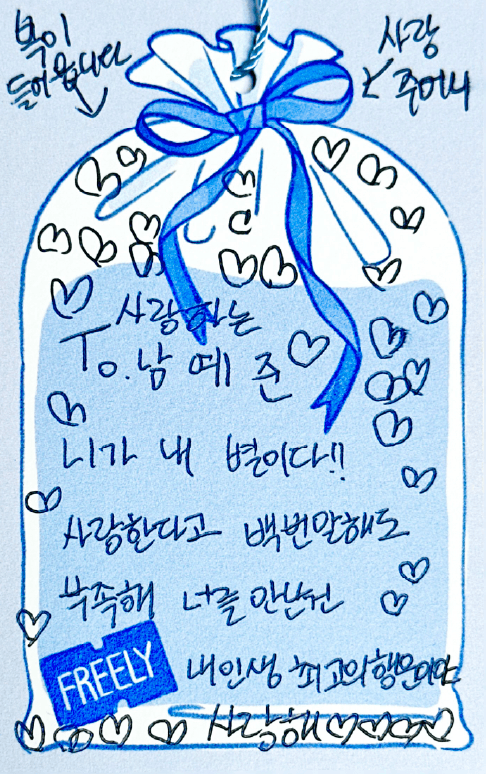 복이
들어옵니다
사랑
주머니
사랑하는
To. 남예준
니가 내 별이다!!
사랑한다고 백번말해도
부족해 너를 만난건
FREELY
내인생 최고의행운이야
사랑해